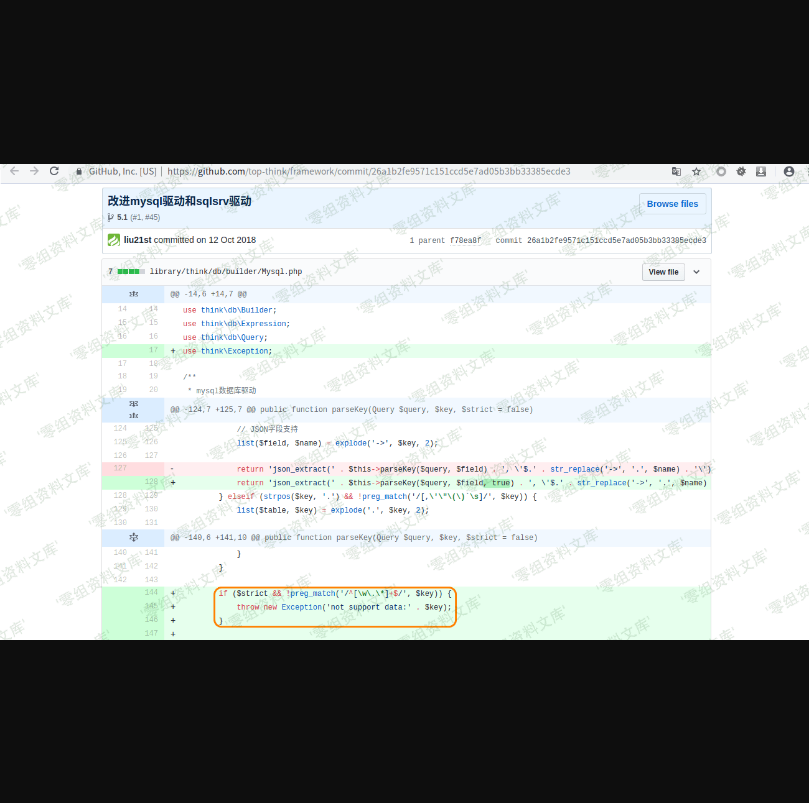 GitHub, Inc. [US] | https://github.com/top-think/framework/commit/26a1b2fe9571c151ccd5e7ad05b3bb33385ecde3
改进mysql驱动和sqlsrv驱动
Browse files
5.1 (#1, #45)
liu21st committed on 12 Oct 2018
1 parent f78ea8f commit 26a1b2fe9571c151ccd5e7ad05b3bb33385ecde3
7 library/think/db/builder/Mysql.php
View file
@@ -14,6 +14,7 @@
14 14 use think\db\Builder;
15 15 use think\db\Expression;
16 16 use think\db\Query;
17 + use think\Exception;
17 18
18 19 /**
19 20 * mysql数据库驱动
@@ -124,7 +125,7 @@ public function parseKey(Query $query, $key, $strict = false)
124 125 // JSON字段支持
125 126 list($field, $name) = explode('->', $key, 2);
126 127
127 - return 'json_extract(' . $this->parseKey($query, $field) . ', \'$.' . str_replace('->', '.', $name) . '\')
128 + return 'json_extract(' . $this->parseKey($query, $field, true) . ', \'$.' . str_replace('->', '.', $name)
128 129 } elseif (strpos($key, '.') && !preg_match('/[,\'\"\(\)`\s]/', $key)) {
129 130 list($table, $key) = explode('.', $key, 2);
130 131
@@ -140,6 +141,10 @@ public function parseKey(Query $query, $key, $strict = false)
140 141 }
141 142 }
142 143
144 + if ($strict && !preg_match('/^[\w\.\*]+$/', $key)) {
145 + throw new Exception('not support data:' . $key);
146 + }
147 +
零组资料文库